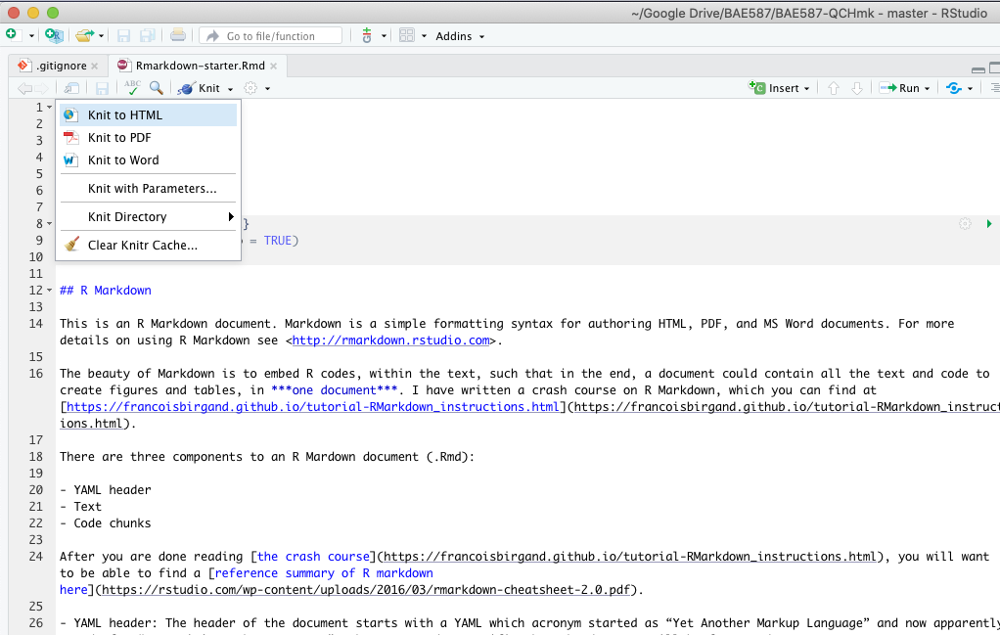 ~/Google Drive/BAE587/BAE587-QCHmk - master - RStudio
Go to file/function
Addins
.gitignore
Rmarkdown-starter.Rmd
ABC
Knit
Insert
Run
1
Knit to HTML
2
Knit to PDF
3
4
Knit to Word
5
6
Knit with Parameters...
7
Knit Directory
8 }
9 = TRUE)
Clear Knitr Cache...
10
11
12 ## R Markdown
13
14 This is an R Markdown document. Markdown is a simple formatting syntax for authoring HTML, PDF, and MS Word documents. For more
details on using R Markdown see <http://rmarkdown.rstudio.com>.
15
16 The beauty of Markdown is to embed R codes, within the text, such that in the end, a document could contain all the text and code to
create figures and tables, in ***one document***. I have written a crash course on R Markdown, which you can find at
[https://francoisbirgand.github.io/tutorial-RMarkdown_instructions.html](https://francoisbirgand.github.io/tutorial-RMarkdown_instruct
ions.html).
17
18 There are three components to an R Mardown document (.Rmd):
19
20 - YAML header
21 - Text
22 - Code chunks
23
24 After you are done reading [the crash course](https://francoisbirgand.github.io/tutorial-RMarkdown_instructions.html), you will want
to be able to find a [reference summary of R markdown
here](https://rstudio.com/wp-content/uploads/2016/03/rmarkdown-cheatsheet-2.0.pdf).
25
26 - YAML header: The header of the document starts with a YAML which acronym started as “Yet Another Markup Language” and now apparently